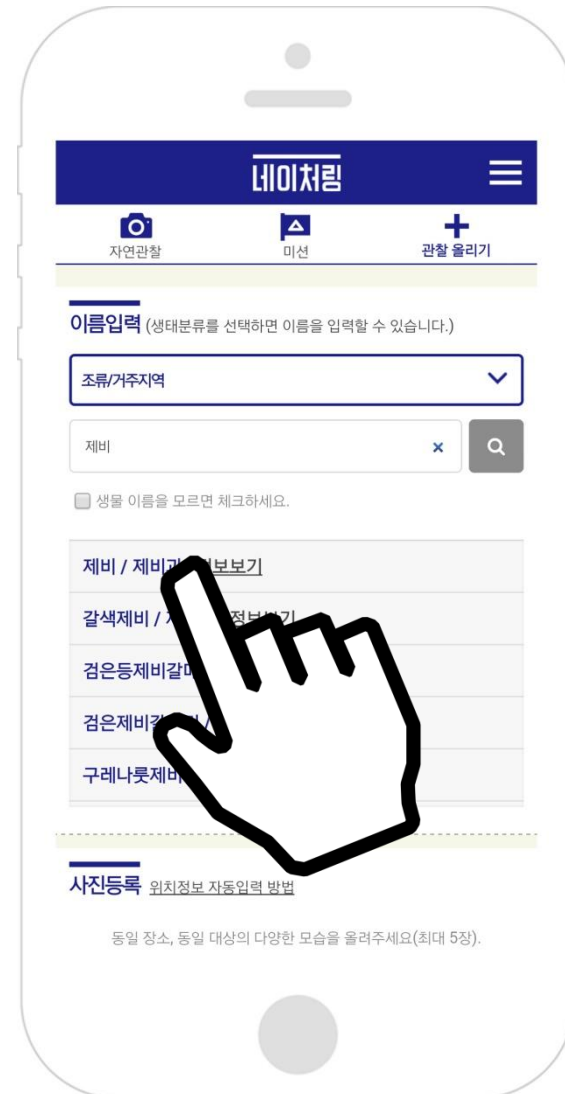 네이처링
자연관찰 미션 관찰 올리기
이름입력 (생태분류를 선택하면 이름을 입력할 수 있습니다.)
조류/거주지역
제비
생물 이름을 모르면 체크하세요.
제비 / 제비과 정보보기
갈색제비 / 정보보기
검은등제비갈매
검은제비갈 /
구레나룻제비
사진등록 위치정보 자동입력 방법
동일 장소, 동일 대상의 다양한 모습을 올려주세요(최대 5장).